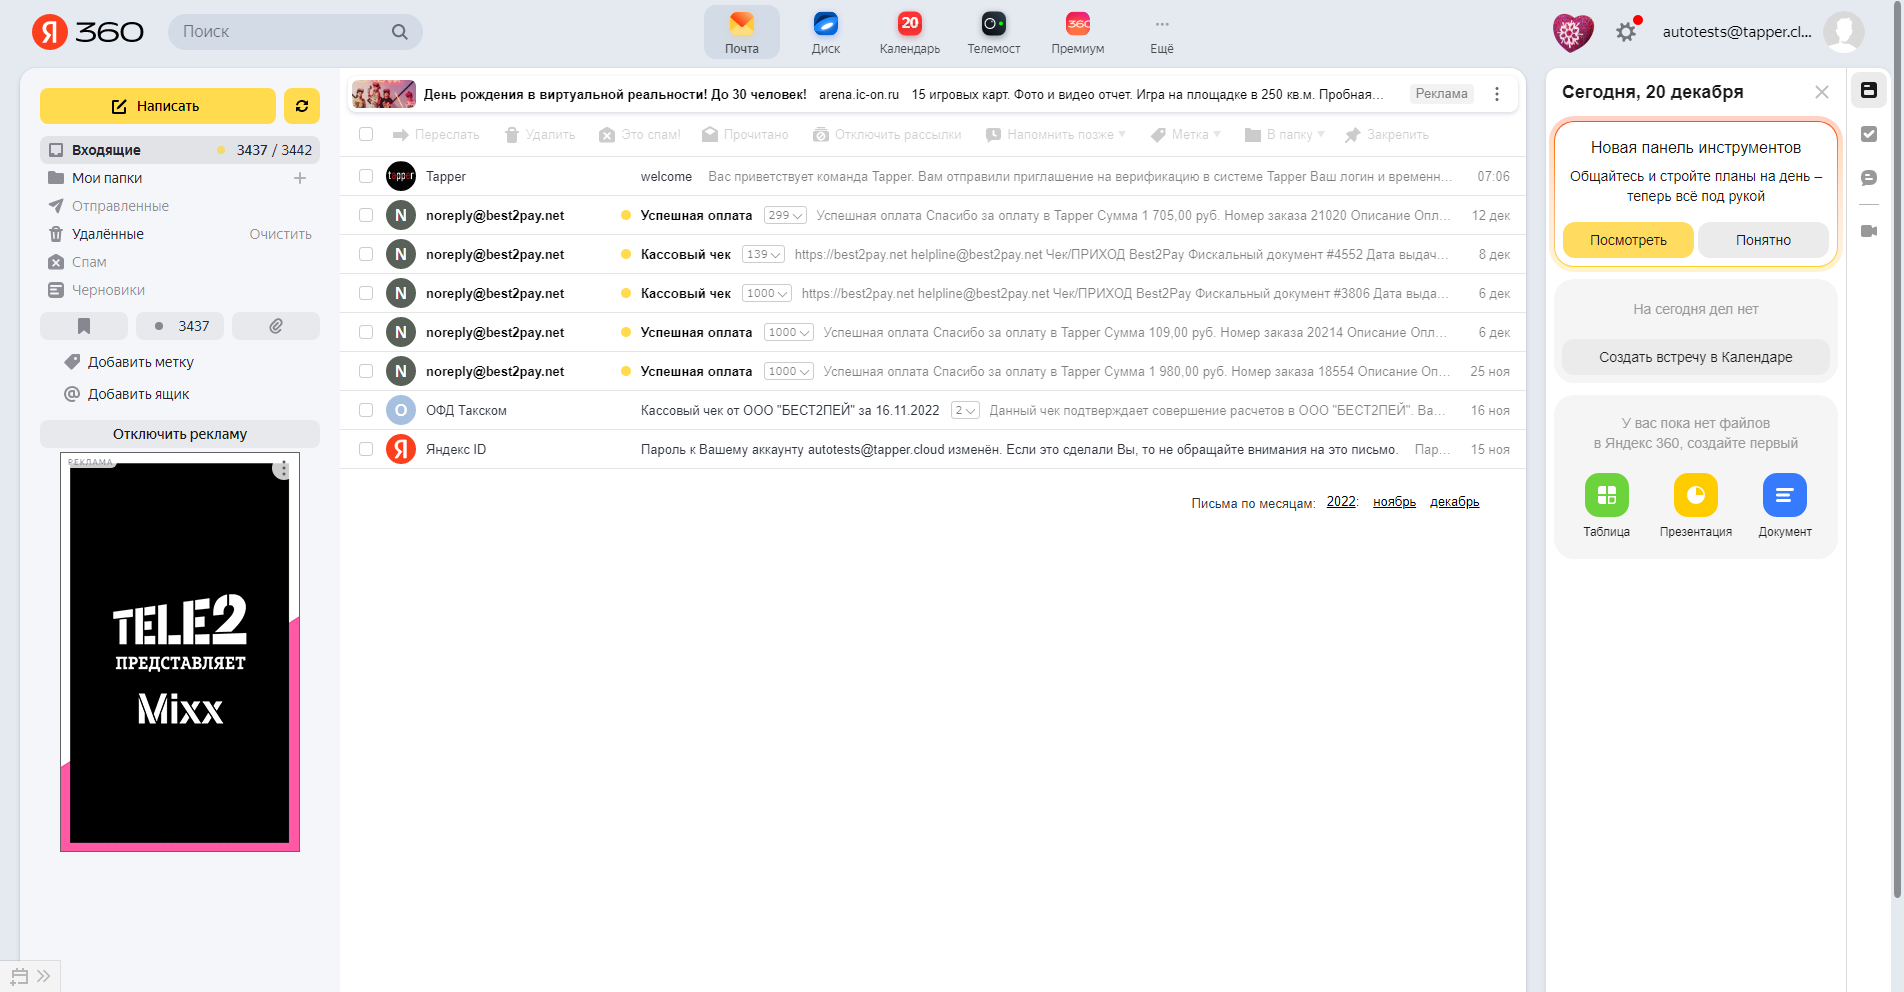 Я 360
Поиск
Почта
Диск
20
Календарь
Телемост
360
Премиум
Ещё
autotests@tapper.cl...
Написать
Входящие 3437 / 3442
Мои папки
Отправленные
Удалённые Очистить
Спам
Черновики
3437
Добавить метку
Добавить ящик
Отключить рекламу
РЕКЛАМА
TELE2
ПРЕДСТАВЛЯЕТ
Mixx
День рождения в виртуальной реальности! До 30 человек! arena.ic-on.ru 15 игровых карт. Фото и видео отчет. Игра на площадке в 250 кв.м. Пробная... Реклама
Переслать Удалить Это спам! Прочитано Отключить рассылки Напомнить позже Метка В папку Закрепить
tapper Tapper welcome Вас приветствует команда Tapper. Вам отправили приглашение на верификацию в системе Tapper Ваш логин и временн... 07:06
N noreply@best2pay.net Успешная оплата 299 Успешная оплата Спасибо за оплату в Tapper Сумма 1 705,00 руб. Номер заказа 21020 Описание Опл... 12 дек
N noreply@best2pay.net Кассовый чек 139 https://best2pay.net helpline@best2pay.net Чек/ПРИХОД Best2Pay Фискальный документ #4552 Дата выдач... 8 дек
N noreply@best2pay.net Кассовый чек 1000 https://best2pay.net helpline@best2pay.net Чек/ПРИХОД Best2Pay Фискальный документ #3806 Дата выда... 6 дек
N noreply@best2pay.net Успешная оплата 1000 Успешная оплата Спасибо за оплату в Tapper Сумма 109,00 руб. Номер заказа 20214 Описание Опл... 6 дек
N noreply@best2pay.net Успешная оплата 1000 Успешная оплата Спасибо за оплату в Tapper Сумма 1 980,00 руб. Номер заказа 18554 Описание Оп... 25 ноя
О ОФД Такском Кассовый чек от ООО "БЕСТ2ПЕЙ" за 16.11.2022 2 Данный чек подтверждает совершение расчетов в ООО "БЕСТ2ПЕЙ". Ва... 16 ноя
Я Яндекс ID Пароль к Вашему аккаунту autotests@tapper.cloud изменён. Если это сделали Вы, то не обращайте внимания на это письмо. Пар... 15 ноя
Письма по месяцам: 2022: ноябрь декабрь
Сегодня, 20 декабря
Новая панель инструментов
Общайтесь и стройте планы на день –
теперь всё под рукой
Посмотреть Понятно
На сегодня дел нет
Создать встречу в Календаре
У вас пока нет файлов
в Яндекс 360, создайте первый
Таблица Презентация Документ